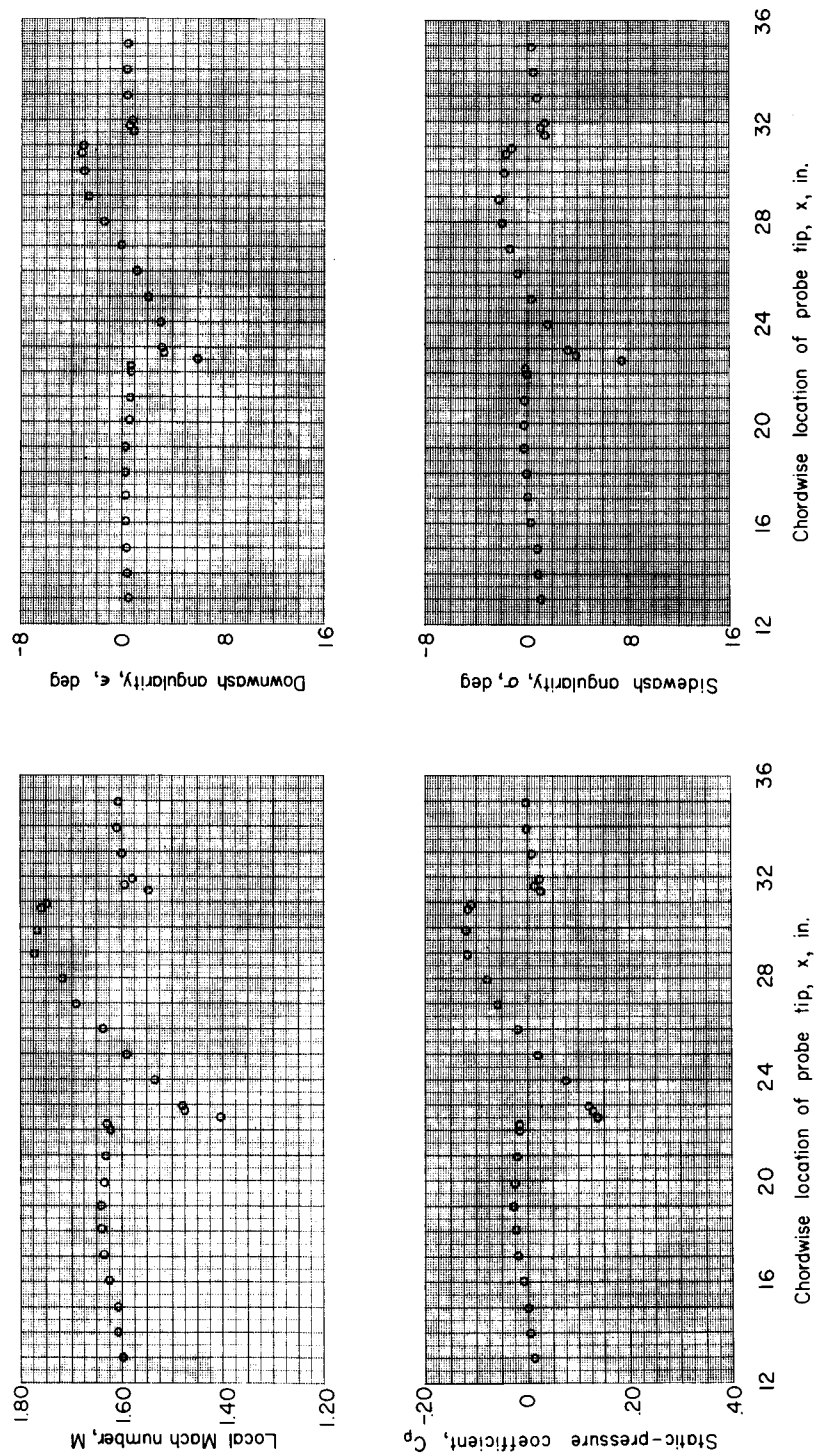 Local Mach number, M
1.80
1.60
1.40
1.20
Static-pressure
coefficient, Cp
-.20
0
.20
.40
12 16 20 24 28 32 36
Chordwise location of probe tip, x, in.
Downwash angularity, ε, deg
-8
0
8
16
Sidewash angularity, σ, deg
-8
0
8
16
12 16 20 24 28 32 36
Chordwise location of probe tip, x, in.